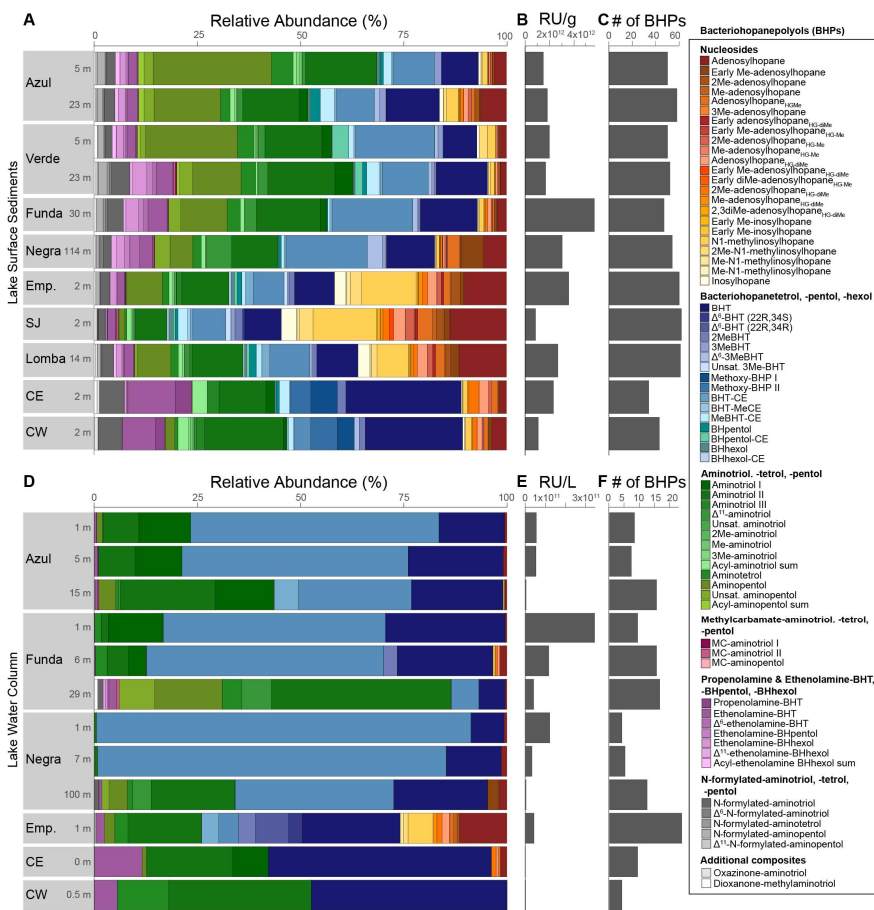 A Relative Abundance (%) B RU/g C # of BHPs
0 25 50 75 100 0 2x10¹² 4x10¹² 0 20 40 60
Lake Surface Sediments
Azul 5 m
23 m
Verde 5 m
23 m
Funda 30 m
Negra 114 m
Emp. 2 m
SJ 2 m
Lomba 14 m
CE 2 m
CW 2 m
D Relative Abundance (%) E RU/L F # of BHPs
0 25 50 75 100 0 1x10¹¹ 3x10¹¹ 0 5 10 15 20
Lake Water Column
Azul 1 m
5 m
15 m
Funda 1 m
6 m
29 m
Negra 1 m
7 m
100 m
Emp. 1 m
CE 0 m
CW 0.5 m
Bacteriohopanepolyols (BHPs)
Nucleosides
Adenosylhopane
Early Me-adenosylhopane
2Me-adenosylhopane
Me-adenosylhopane
Adenosylhopane HGMe
3Me-adenosylhopane
Early adenosylhopane HG-diMe
Early Me-adenosylhopane HG-Me
2Me-adenosylhopane HG-Me
Me-adenosylhopane HG-Me
Adenosylhopane HG-diMe
Early Me-adenosylhopane HG-diMe
Early diMe-adenosylhopane HG-Me
2Me-adenosylhopane HG-diMe
Me-adenosylhopane HG-diMe
2,3diMe-adenosylhopane HG-diMe
Early Me-inosylhopane
Early Me-inosylhopane
N1-methylinosylhopane
2Me-N1-methylinosylhopane
Me-N1-methylinosylhopane
Me-N1-methylinosylhopane
Inosylhopane
Bacteriohopanetetrol, -pentol, -hexol
BHT
Δ⁶-BHT (22R,34S)
Δ⁶-BHT (22R,34R)
2MeBHT
3MeBHT
Δ⁶-3MeBHT
Unsat. 3Me-BHT
Methoxy-BHP I
Methoxy-BHP II
BHT-CE
BHT-MeCE
MeBHT-CE
BHpentol
BHpentol-CE
BHhexol
BHhexol-CE
Aminotriol. -tetrol, -pentol
Aminotriol I
Aminotriol II
Aminotriol III
Δ¹¹-aminotriol
Unsat. aminotriol
2Me-aminotriol
Me-aminotriol
3Me-aminotriol
Acyl-aminotriol sum
Aminotetrol
Aminopentol
Unsat. aminopentol
Acyl-aminopentol sum
Methylcarbamate-aminotriol. -tetrol,
-pentol
MC-aminotriol I
MC-aminotriol II
MC-aminopentol
Propenolamine & Ethenolamine-BHT,
-BHpentol, -BHhexol
Propenolamine-BHT
Ethenolamine-BHT
Δ⁶-ethenolamine-BHT
Ethenolamine-BHpentol
Ethenolamine-BHhexol
Δ¹¹-ethenolamine-BHhexol
Acyl-ethenolamine BHhexol sum
N-formylated-aminotriol, -tetrol,
-pentol
N-formylated-aminotriol
Δ⁶-N-formylated-aminotriol
N-formylated-aminotetrol
N-formylated-aminopentol
Δ¹¹-N-formylated-aminopentol
Additional composites
Oxazinone-aminotriol
Dioxanone-methylaminotriol